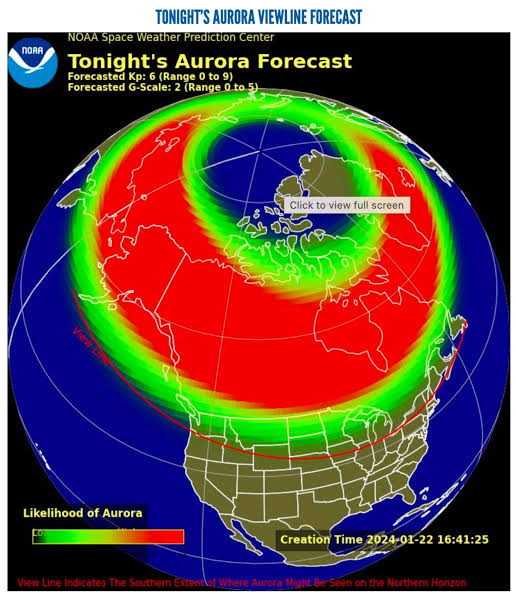 TONIGHT'S AURORA VIEWLINE FORECAST
NOAA Space Weather Prediction Center
NOAA
Tonight's Aurora Forecast
Forecasted Kp: 6 (Range 0 to 9)
Forecasted G-Scale: 2 (Range 0 to 5)
Click to view full screen
View Line
Likelihood of Aurora
Creation Time 2024-01-22 16:41:25
View Line Indicates The Southern Extent of Where Aurora Might Be Seen on the Northern Horizon